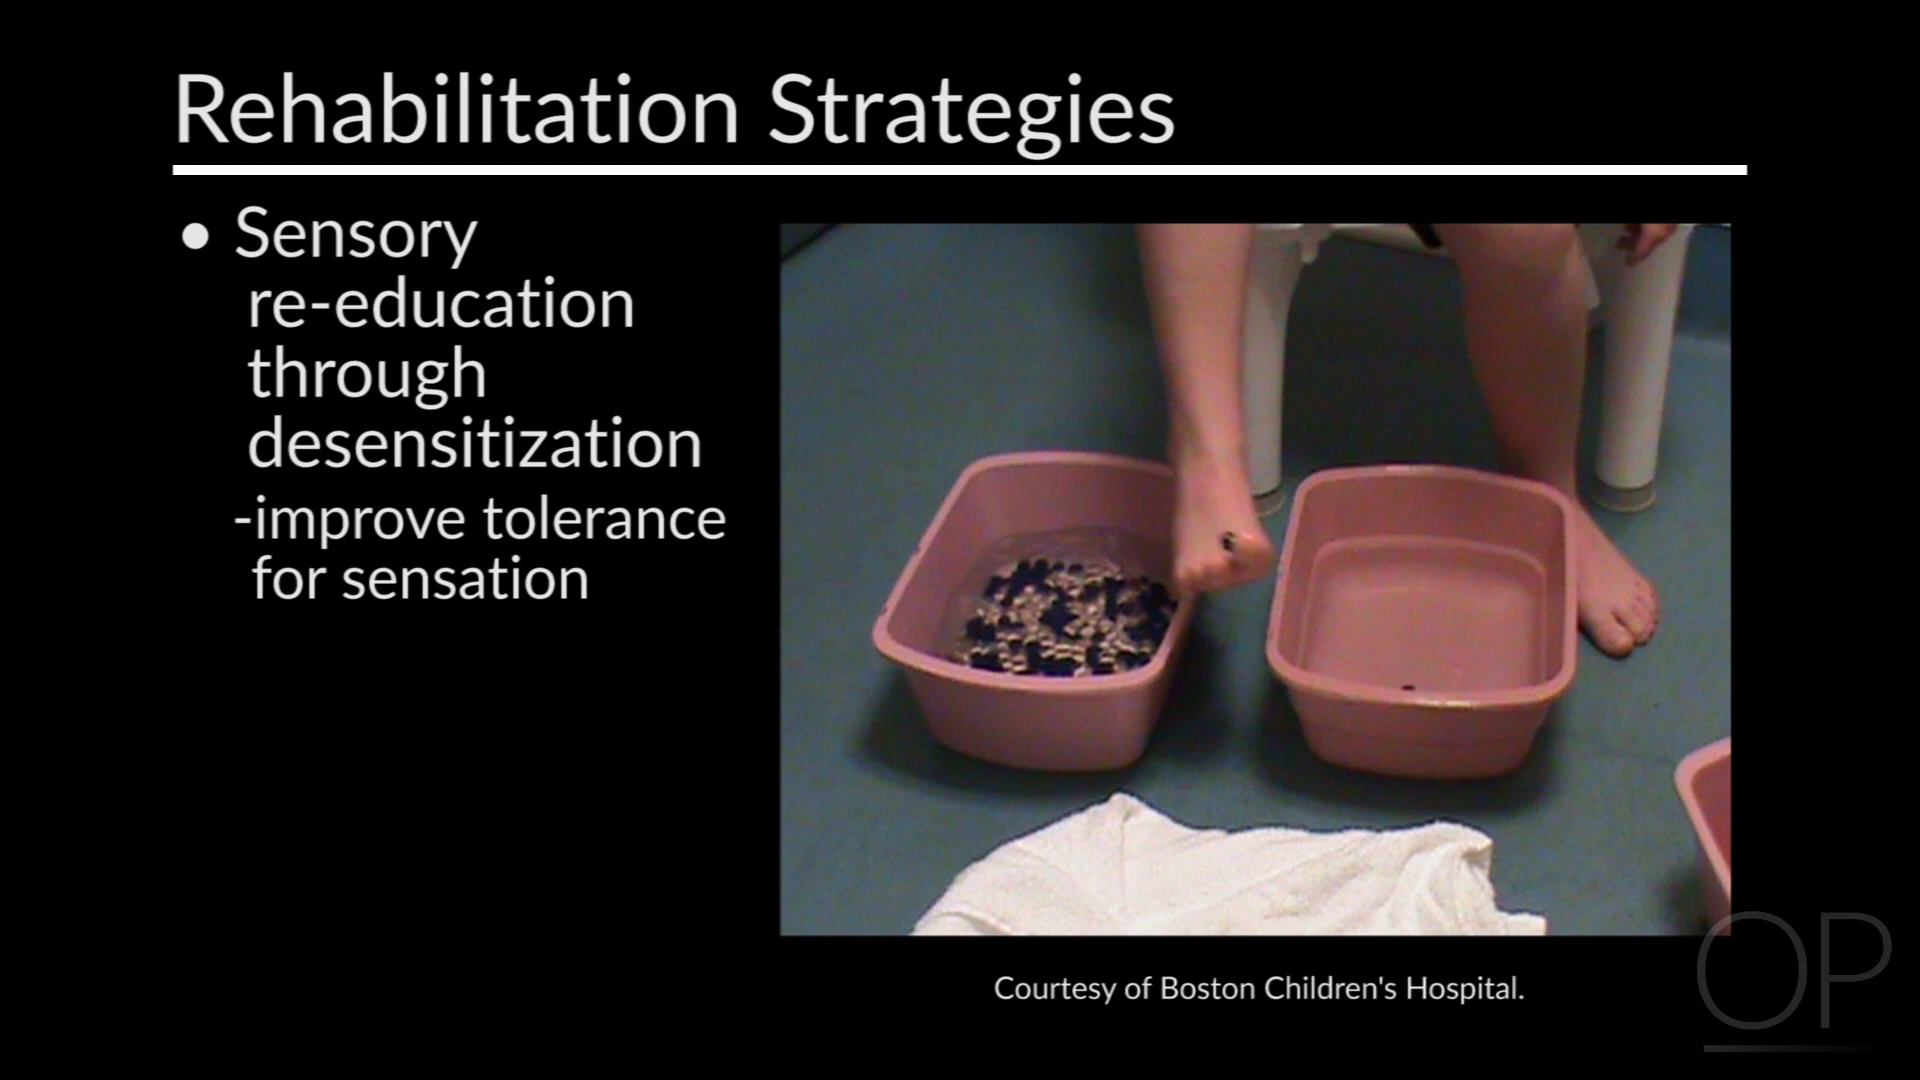 Rehabilitation Strategies
• Sensory
re-education
through
desensitization
-improve tolerance
for sensation
Courtesy of Boston Children's Hospital.
OP